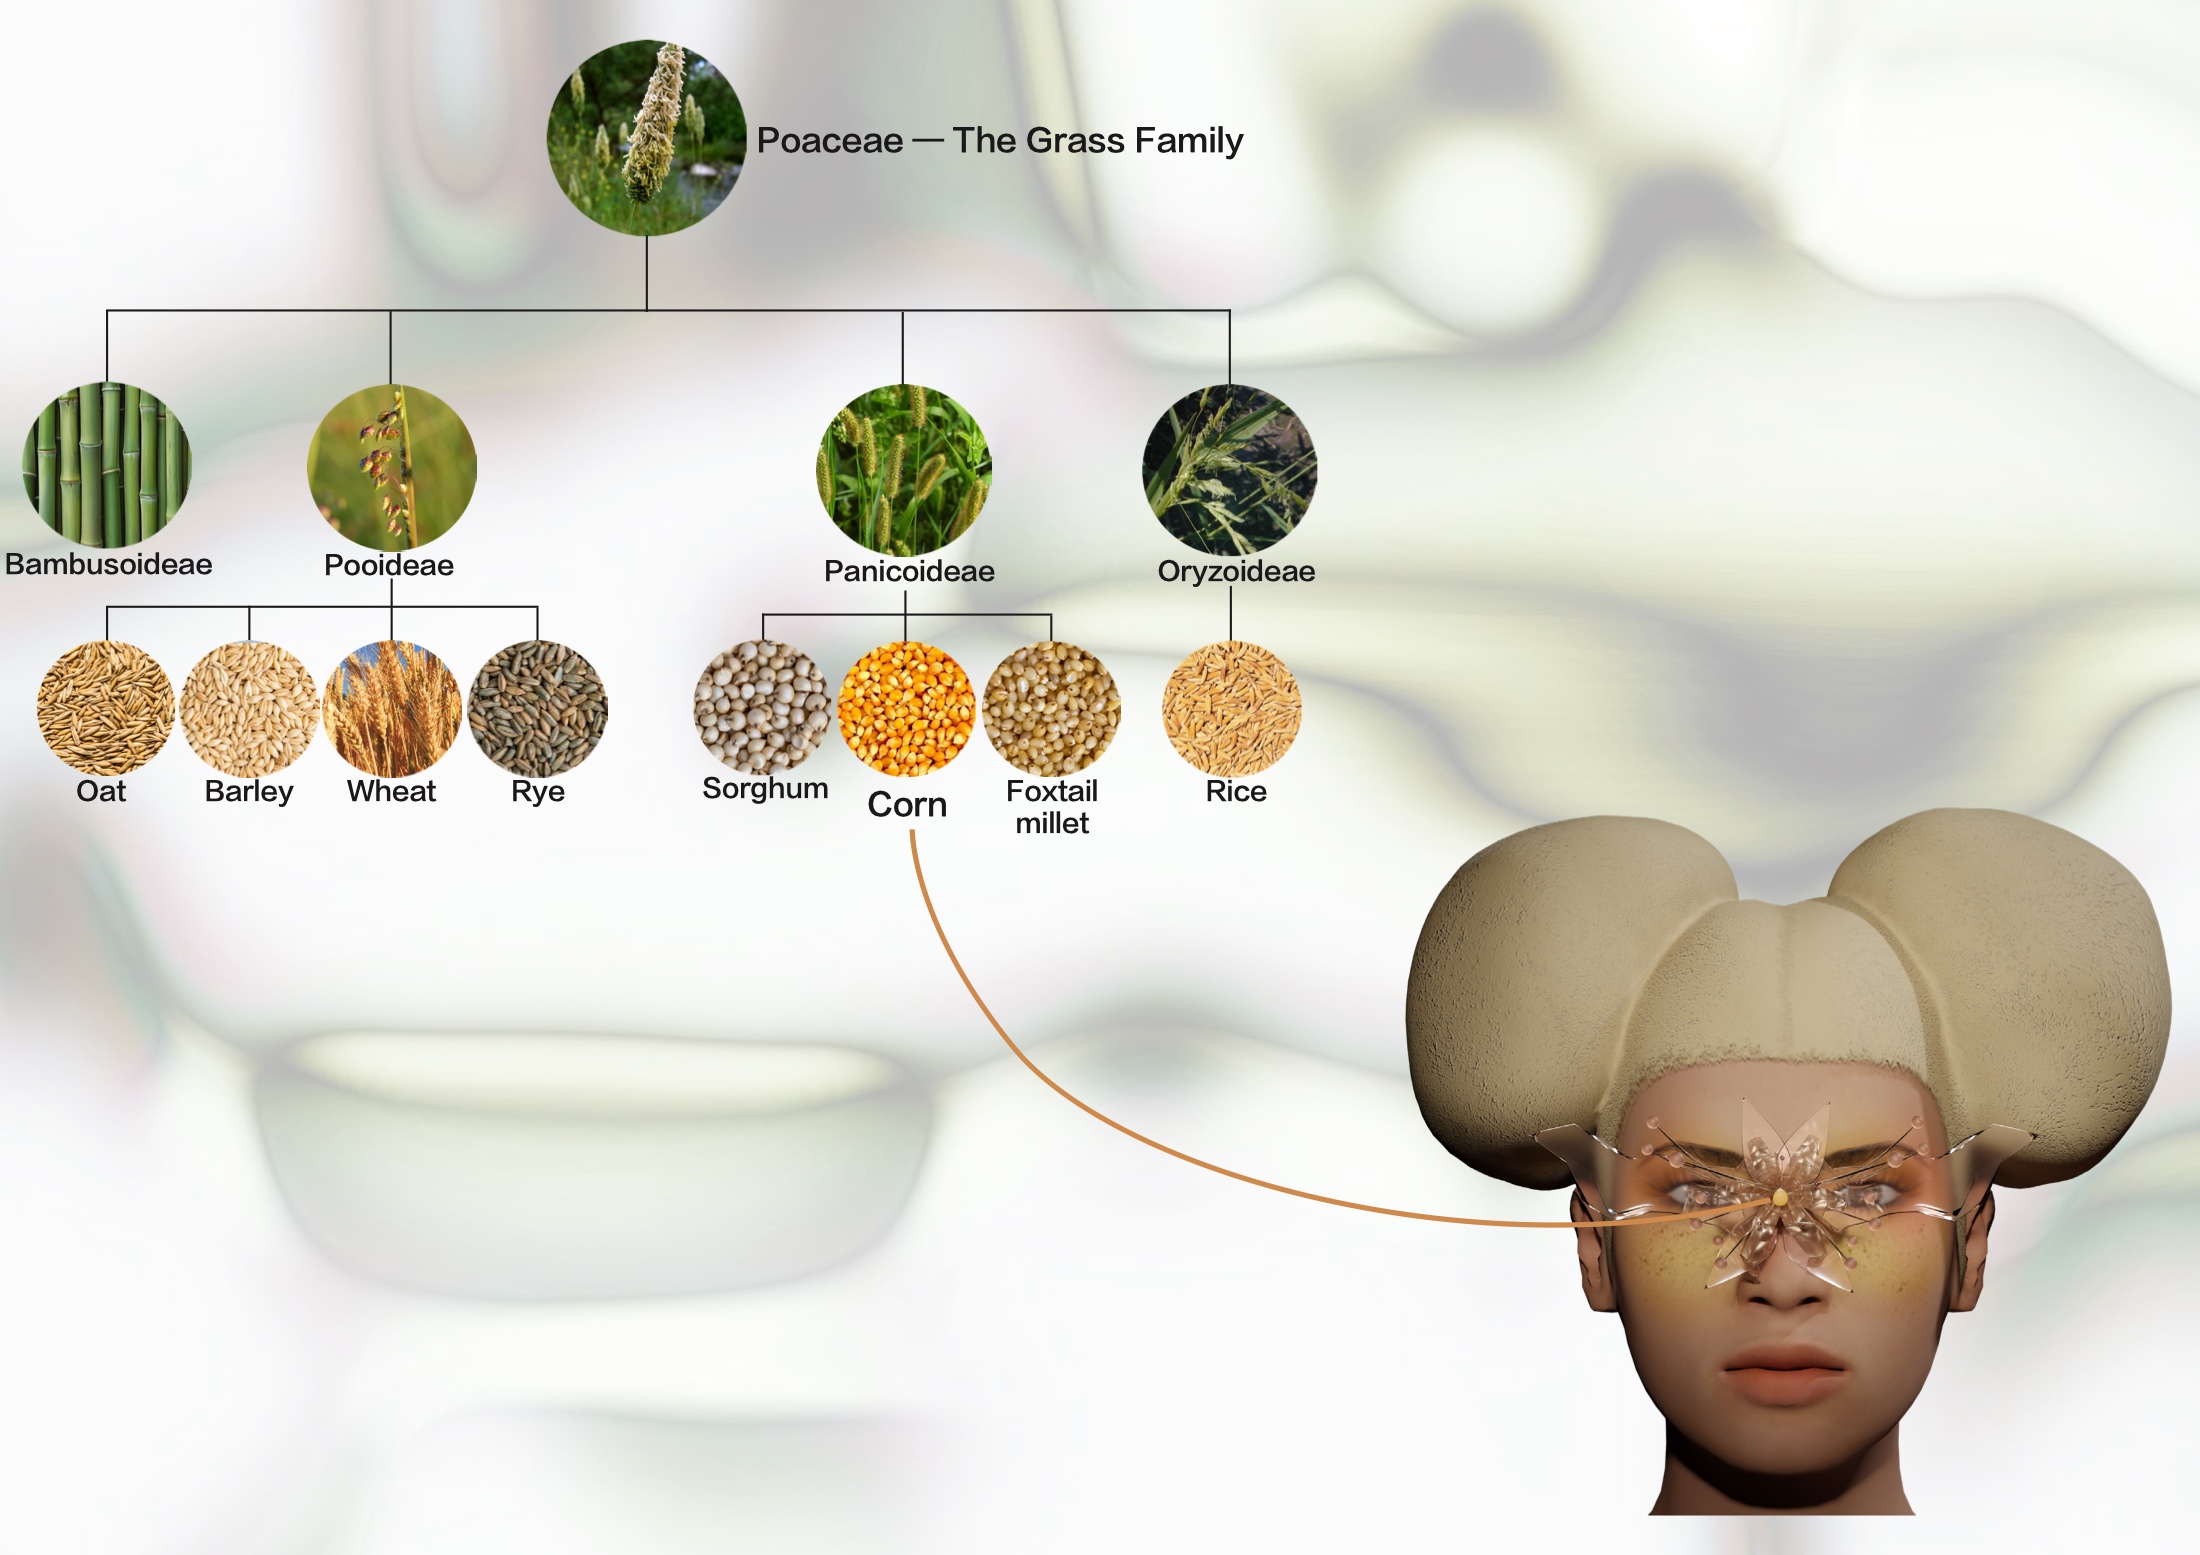 Poaceae — The Grass Family
Bambusoideae
Pooideae
Panicoideae
Oryzoideae
Oat
Barley
Wheat
Rye
Sorghum
Corn
Foxtail
millet
Rice